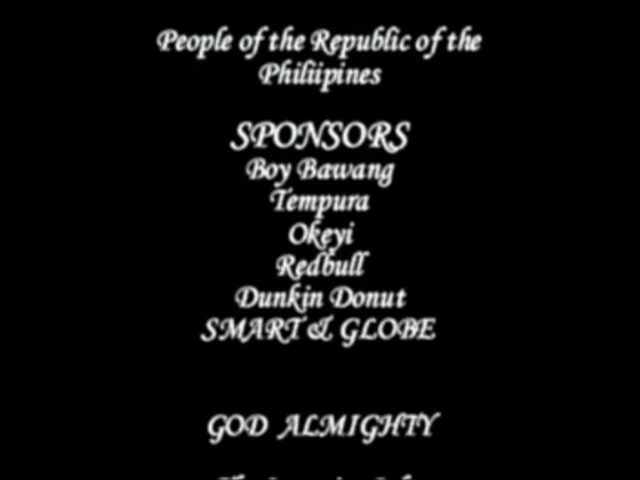 People of the Republic of the
Philiipines
SPONSORS
Boy Bawang
Tempura
Okeyi
Redbull
Dunkin Donut
SMART & GLOBE
GOD ALMIGHTY